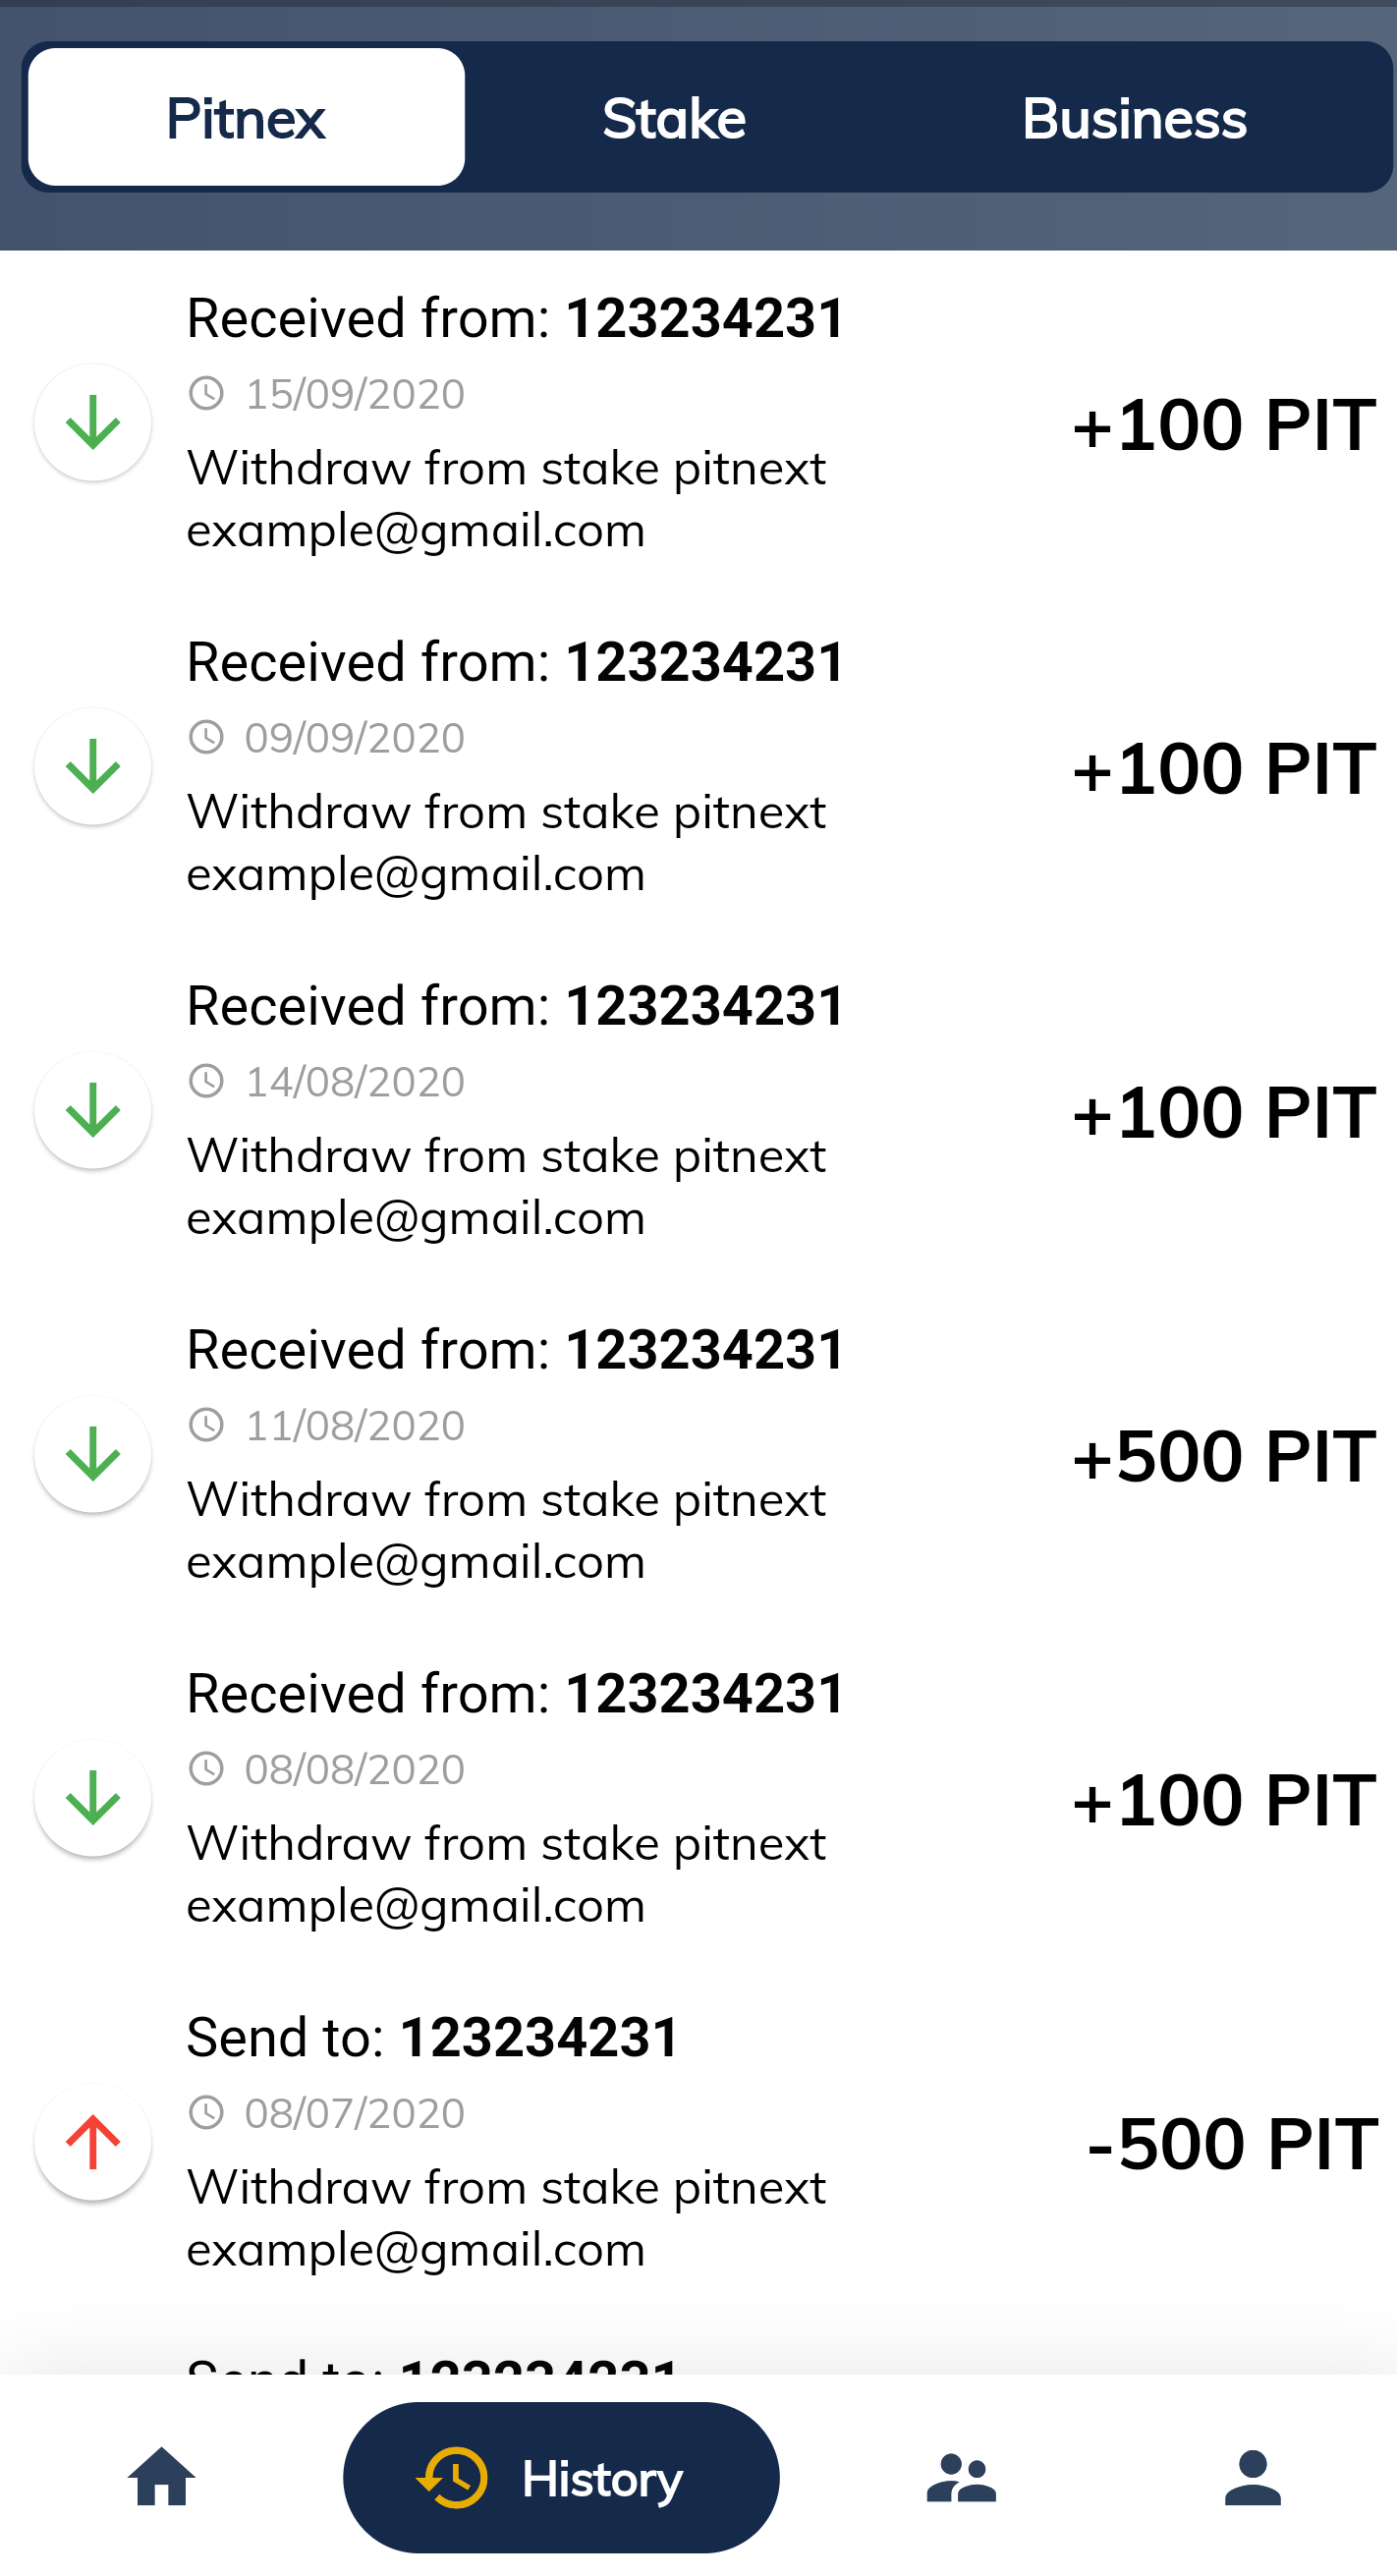 Pitnex Stake Business
Received from: 123234231
15/09/2020
+100 PIT
Withdraw from stake pitnext
example@gmail.com
Received from: 123234231
09/09/2020
+100 PIT
Withdraw from stake pitnext
example@gmail.com
Received from: 123234231
14/08/2020
+100 PIT
Withdraw from stake pitnext
example@gmail.com
Received from: 123234231
11/08/2020
+500 PIT
Withdraw from stake pitnext
example@gmail.com
Received from: 123234231
08/08/2020
+100 PIT
Withdraw from stake pitnext
example@gmail.com
Send to: 123234231
08/07/2020
-500 PIT
Withdraw from stake pitnext
example@gmail.com
Send to: 123234231
History